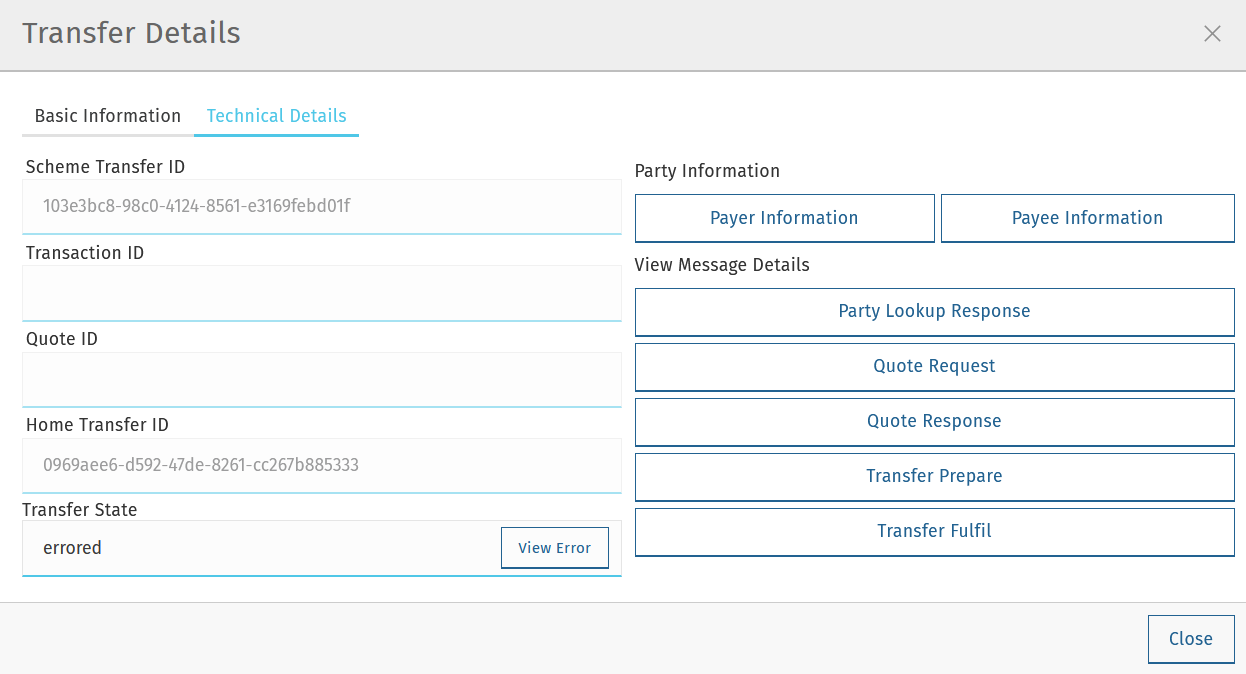 Transfer Details
Basic Information
Technical Details
Scheme Transfer ID
103e3bc8-98c0-4124-8561-e3169febd01f
Transaction ID
Quote ID
Home Transfer ID
0969aee6-d592-47de-8261-cc267b885333
Transfer State
errored
View Error
Party Information
Payer Information
Payee Information
View Message Details
Party Lookup Response
Quote Request
Quote Response
Transfer Prepare
Transfer Fulfil
Close